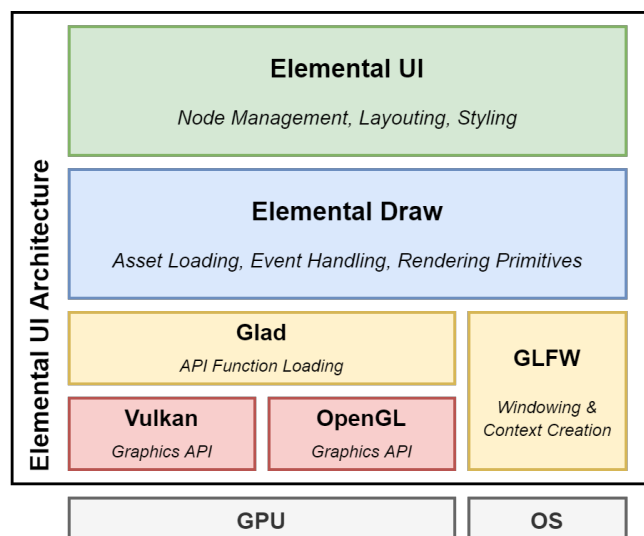 Elemental UI Architecture
Elemental UI
Node Management, Layouting, Styling
Elemental Draw
Asset Loading, Event Handling, Rendering Primitives
Glad
API Function Loading
GLFW
Windowing &
Context Creation
Vulkan
Graphics API
OpenGL
Graphics API
GPU
OS